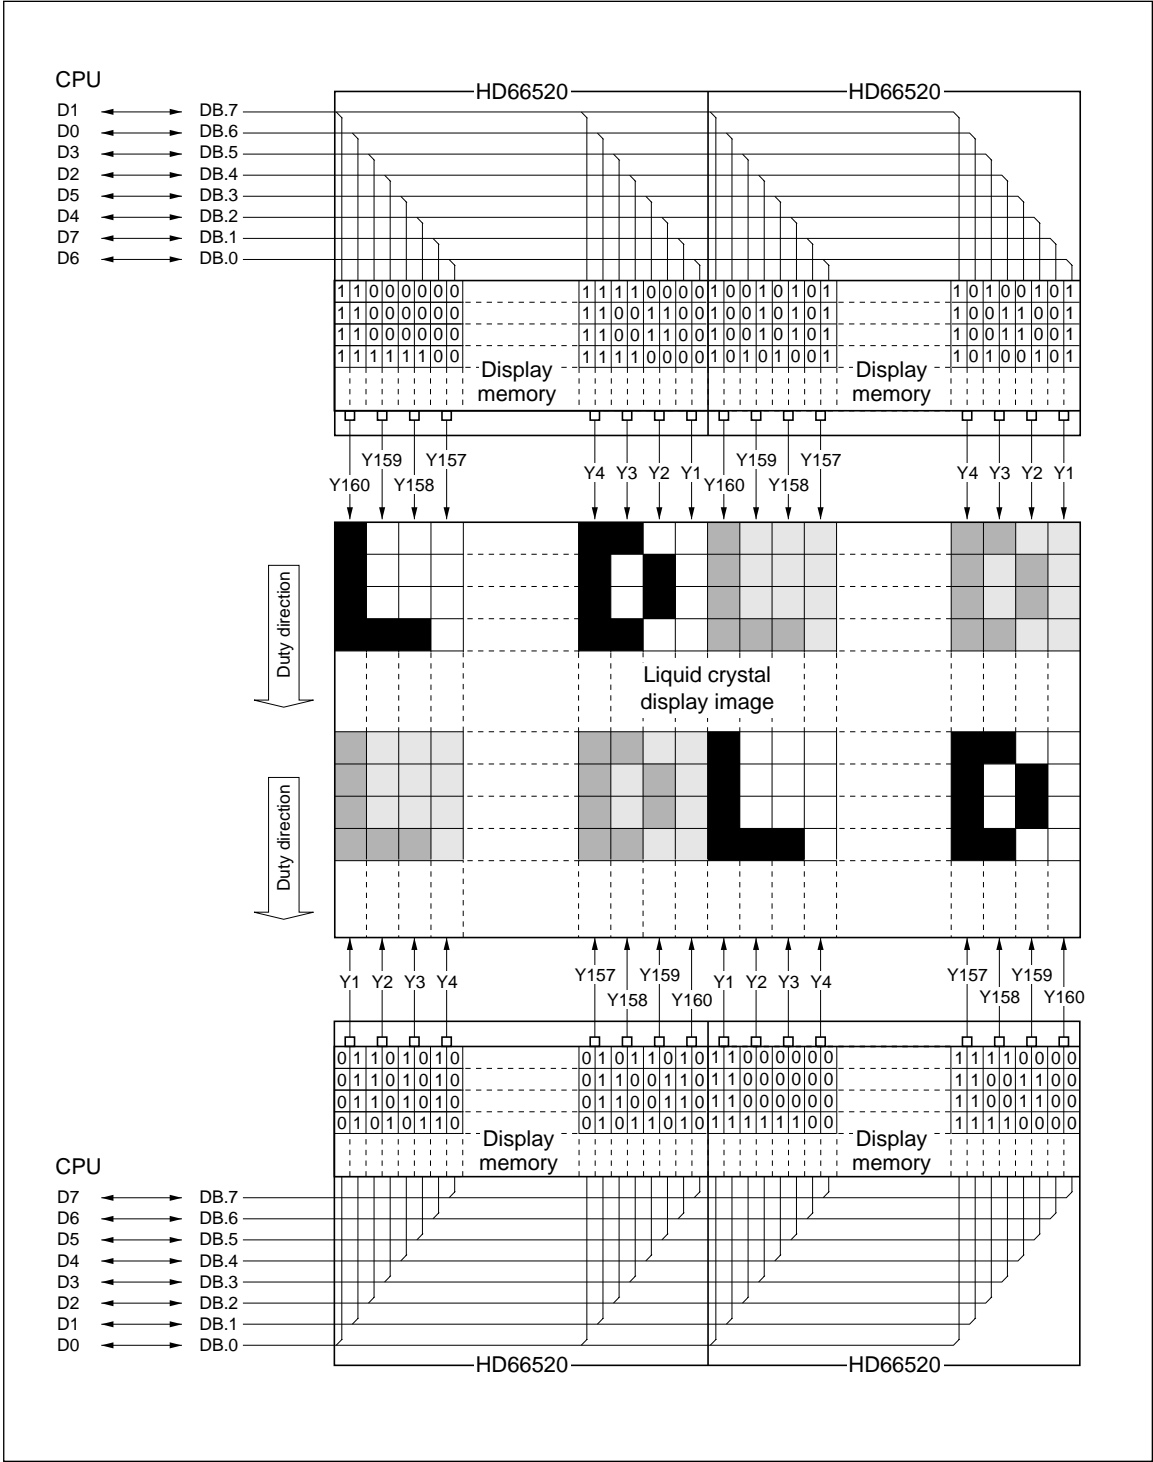 CPU
HD66520 HD66520
D1 DB.7
D0 DB.6
D3 DB.5
D2 DB.4
D5 DB.3
D4 DB.2
D7 DB.1
D6 DB.0
1 1 0 0 0 0 0 0 1 1 1 1 0 0 0 0 1 0 0 1 0 1 0 1 1 0 1 0 0 1 0 1
1 1 0 0 0 0 0 0 1 1 0 0 1 1 0 0 1 0 0 1 0 1 0 1 1 0 0 1 1 0 0 1
1 1 0 0 0 0 0 0 1 1 0 0 1 1 0 0 1 0 0 1 0 1 0 1 1 0 0 1 1 0 0 1
1 1 1 1 1 1 0 0 1 1 1 1 0 0 0 0 1 0 1 0 1 0 0 1 1 0 1 0 0 1 0 1
Display memory Display memory
Y160 Y159 Y158 Y157 Y4 Y3 Y2 Y1 Y160 Y159 Y158 Y157 Y4 Y3 Y2 Y1
Duty direction
Liquid crystal
display image
Duty direction
Y1 Y2 Y3 Y4 Y157 Y158 Y159 Y160 Y1 Y2 Y3 Y4 Y157 Y158 Y159 Y160
0 1 1 0 1 0 1 0 0 1 0 1 1 0 1 0 1 1 0 0 0 0 0 0 1 1 1 1 0 0 0 0
0 1 1 0 1 0 1 0 0 1 1 0 0 1 1 0 1 1 0 0 0 0 0 0 1 1 0 0 1 1 0 0
0 1 1 0 1 0 1 0 0 1 1 0 0 1 1 0 1 1 0 0 0 0 0 0 1 1 0 0 1 1 0 0
0 1 0 1 0 1 1 0 0 1 0 1 1 0 1 0 1 1 1 1 1 1 0 0 1 1 1 1 0 0 0 0
Display memory Display memory
CPU
D7 DB.7
D6 DB.6
D5 DB.5
D4 DB.4
D3 DB.3
D2 DB.2
D1 DB.1
D0 DB.0
HD66520 HD66520